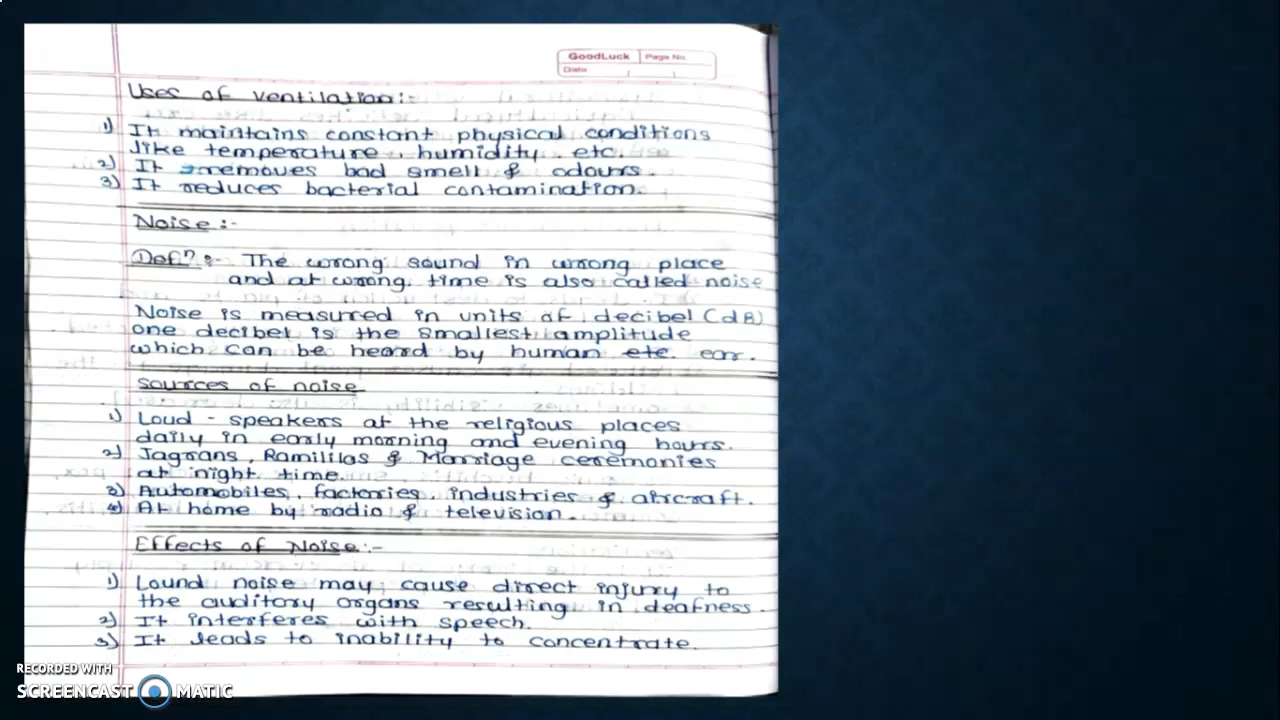 GoodLuck Page No.
Date
Uses of ventilation:-
1) It maintains constant physical conditions
like temperature, humidity, etc.
2) It removes bad smell & odours.
3) It reduces bacterial contamination.
Noise:-
Defn:- The wrong sound in wrong place
and at wrong time is also called noise
Noise is measured in units of decibel (dB)
one decibel is the smallest amplitude
which can be heard by human etc. ear.
Sources of noise
1) Loud - speakers at the religious places
daily in early morning and evening hours.
2) Jagrans, Ramlilas & Marriage ceremonies
at night time.
3) Automobiles, factories, industries & aircraft.
4) At home by radio & television.
Effects of Noise:-
1) Lound noise may cause direct injury to
the auditory organs resulting in deafness.
2) It interferes with speech.
3) It leads to inability to concentrate.
RECORDED WITH
SCREENCAST MATIC